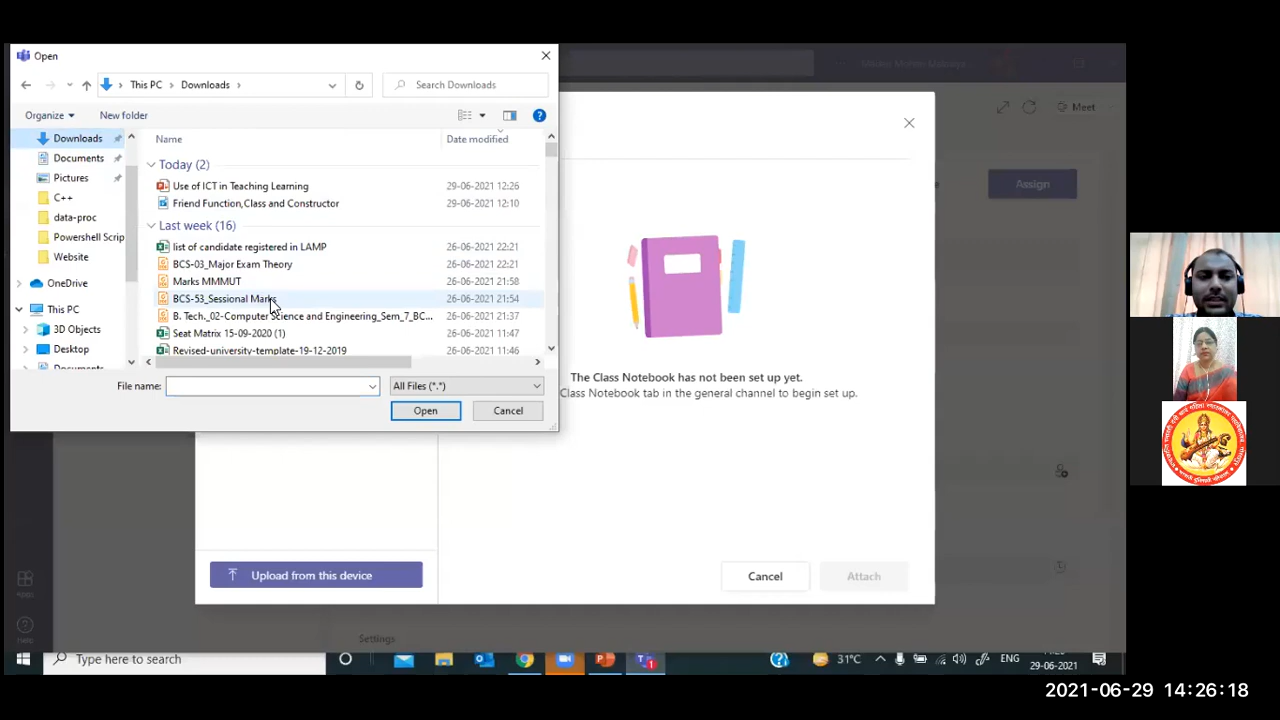 Open
This PC > Downloads >
Search Downloads
Organize
New folder
Meet
Name
Date modified
Downloads
Documents
Pictures
C++
data-proc
Powershell Scrip
Website
OneDrive
This PC
3D Objects
Desktop
Documents
Today (2)
Use of ICT in Teaching Learning 29-06-2021 12:26
Friend Function,Class and Constructor 29-06-2021 12:10
Last week (16)
list of candidate registered in LAMP 26-06-2021 22:21
BCS-03_Major Exam Theory 26-06-2021 22:21
Marks MMMUT 26-06-2021 21:58
BCS-53_Sessional Marks 26-06-2021 21:54
B. Tech._02-Computer Science and Engineering_Sem_7_BC... 26-06-2021 21:37
Seat Matrix 15-09-2020 (1) 26-06-2021 11:47
Revised-university-template-19-12-2019 26-06-2021 11:46
File name:
All Files (*.*)
Open
Cancel
Assign
The Class Notebook has not been set up yet.
Class Notebook tab in the general channel to begin set up.
Upload from this device
Cancel
Attach
Apps
Help
Settings
Type here to search
31°C
ENG
29-06-2021
2021-06-29 14:26:18